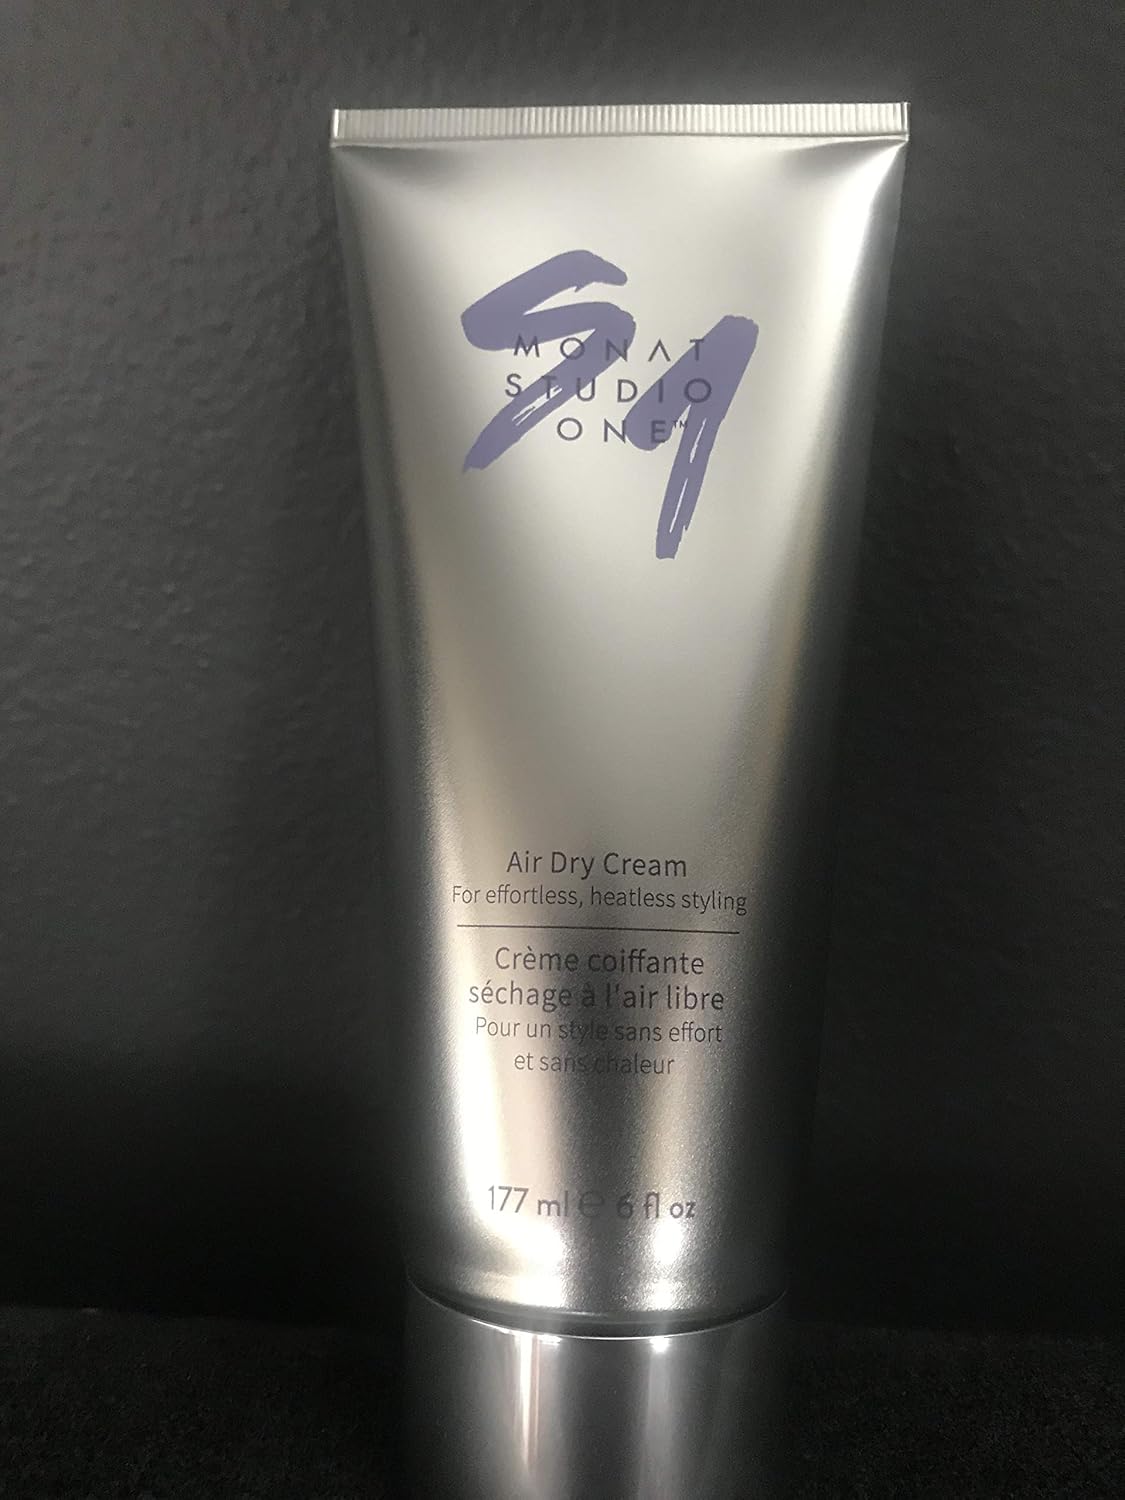 S1
MONAT
STUDIO
ONE™
Air Dry Cream
For effortless, heatless styling
Crème coiffante
séchage à l'air libre
Pour un style sans effort
et sans chaleur
177 ml ℮ 6 fl oz